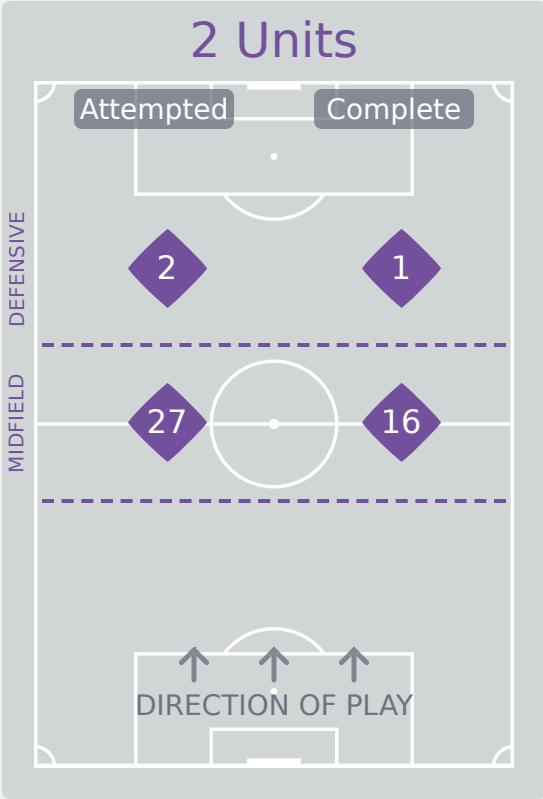 2 Units
Attempted Complete
DEFENSIVE
2 1
MIDFIELD
27 16
DIRECTION OF PLAY